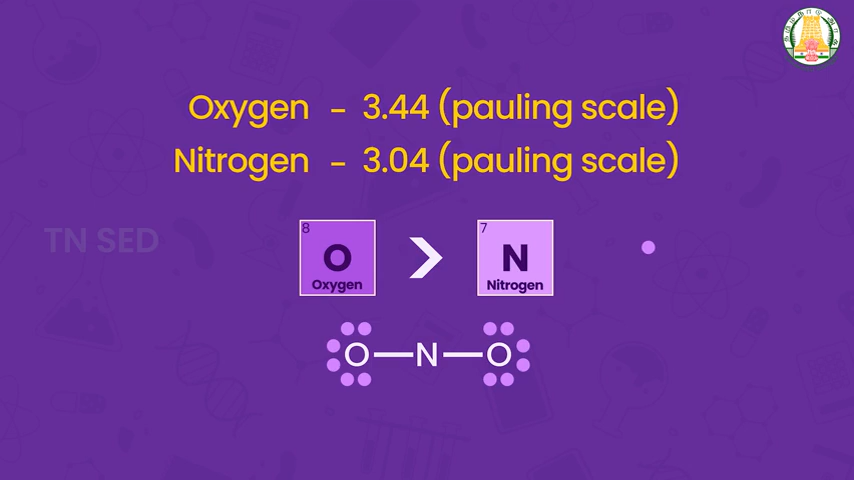 Oxygen - 3.44 (pauling scale)
Nitrogen - 3.04 (pauling scale)
TN SED
8
O
Oxygen
>
7
N
Nitrogen
O—N—O